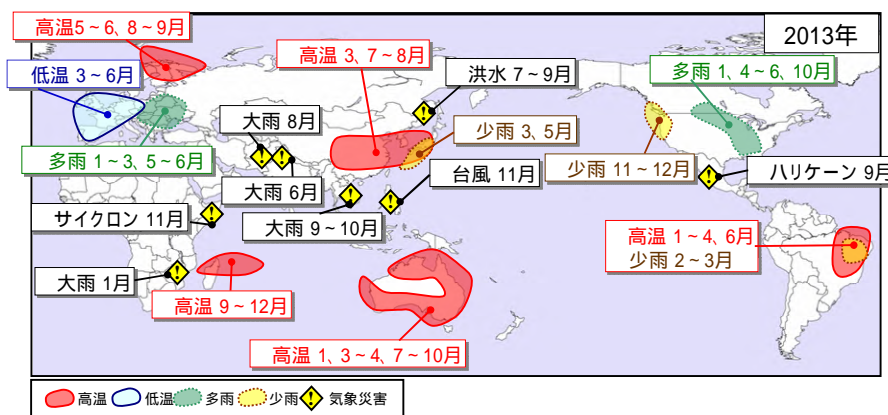 2013年
高温5～6、8～9月
高温 3、7～8月
洪水 7～9月
多雨 1、4～6、10月
低温 3～6月
大雨 8月
少雨 3、5月
多雨 1～3、5～6月
大雨 6月
台風 11月
少雨 11～12月
ハリケーン 9月
サイクロン 11月
大雨 9～10月
高温 1～4、6月
少雨 2～3月
大雨 1月
高温 9～12月
高温 1、3～4、7～10月
高温 低温 多雨 少雨 気象災害